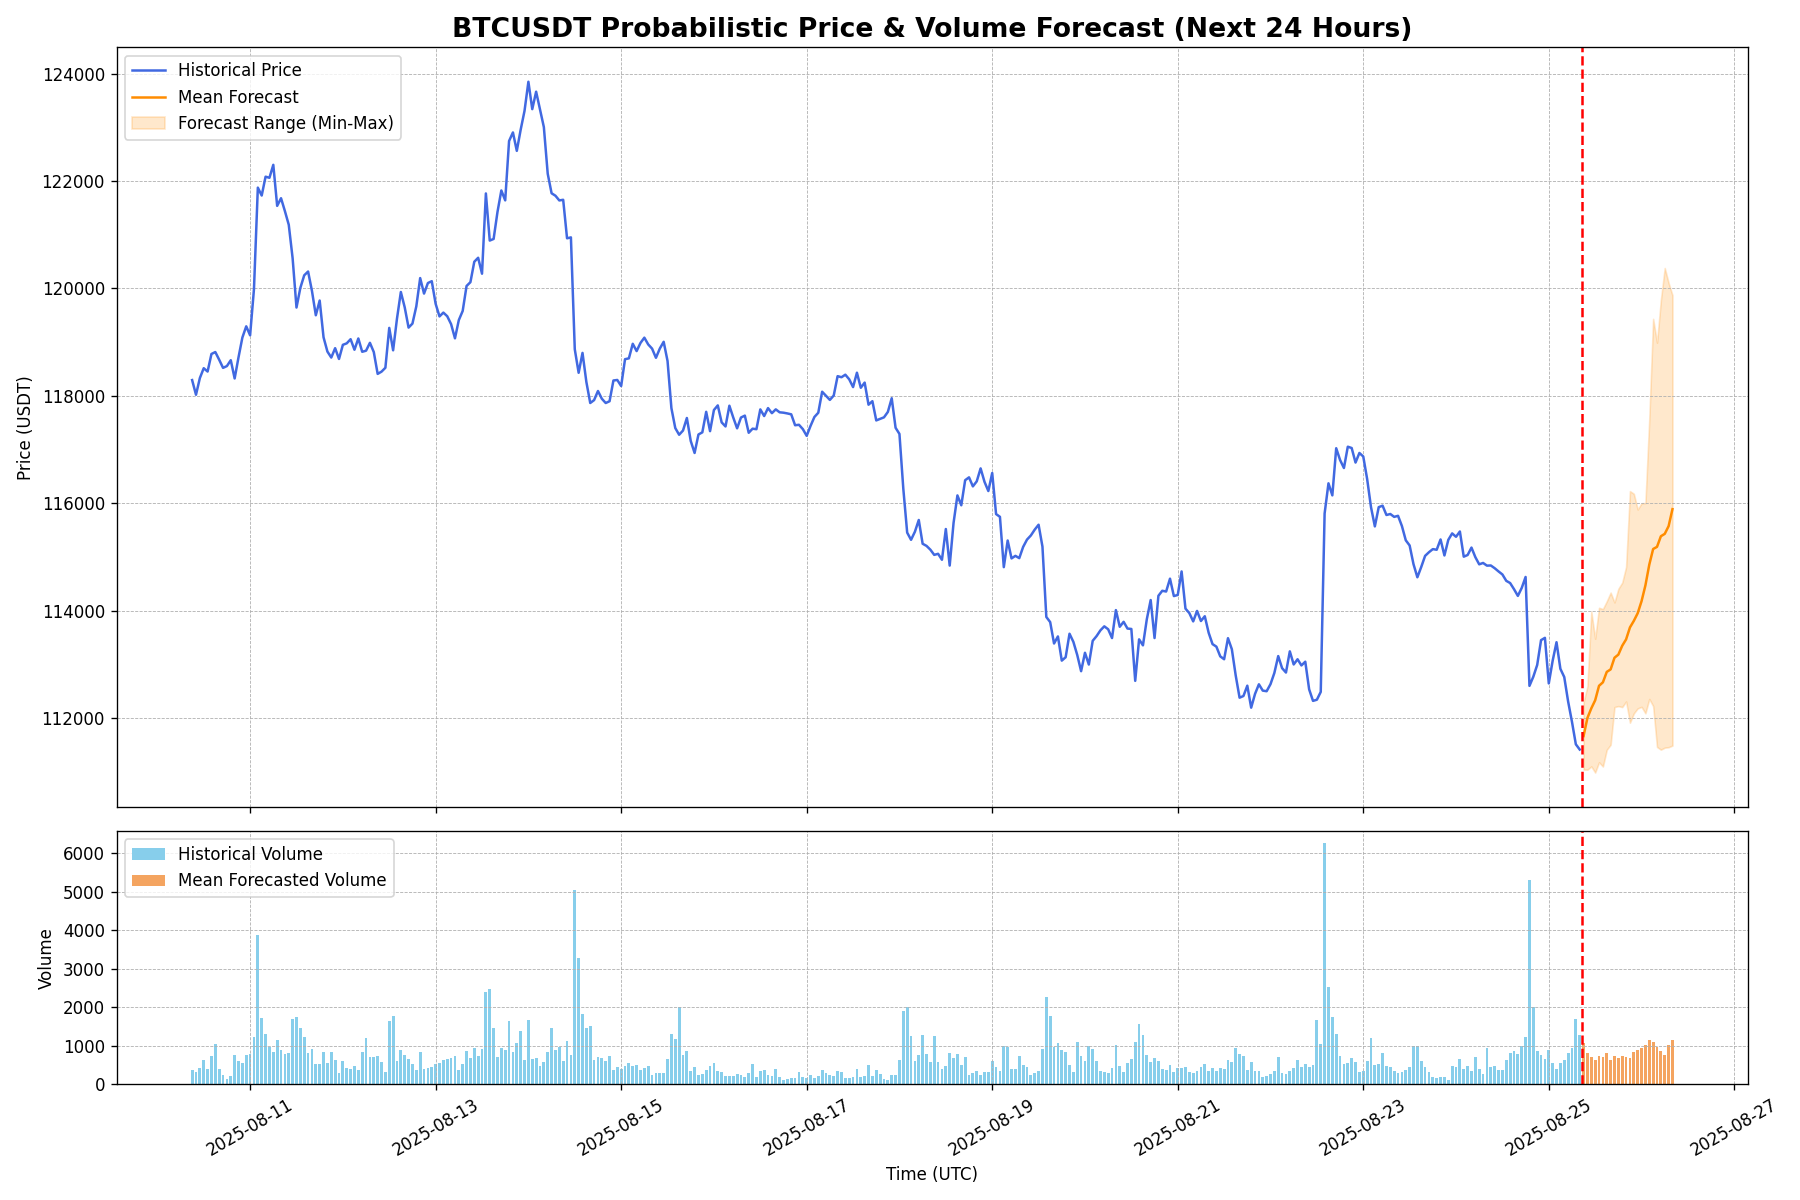 BTCUSDT Probabilistic Price & Volume Forecast (Next 24 Hours)
Historical Price
Mean Forecast
Forecast Range (Min-Max)
Price (USDT)
124000
122000
120000
118000
116000
114000
112000
Historical Volume
Mean Forecasted Volume
Volume
6000
5000
4000
3000
2000
1000
0
2025-08-11
2025-08-13
2025-08-15
2025-08-17
2025-08-19
2025-08-21
2025-08-23
2025-08-25
2025-08-27
Time (UTC)